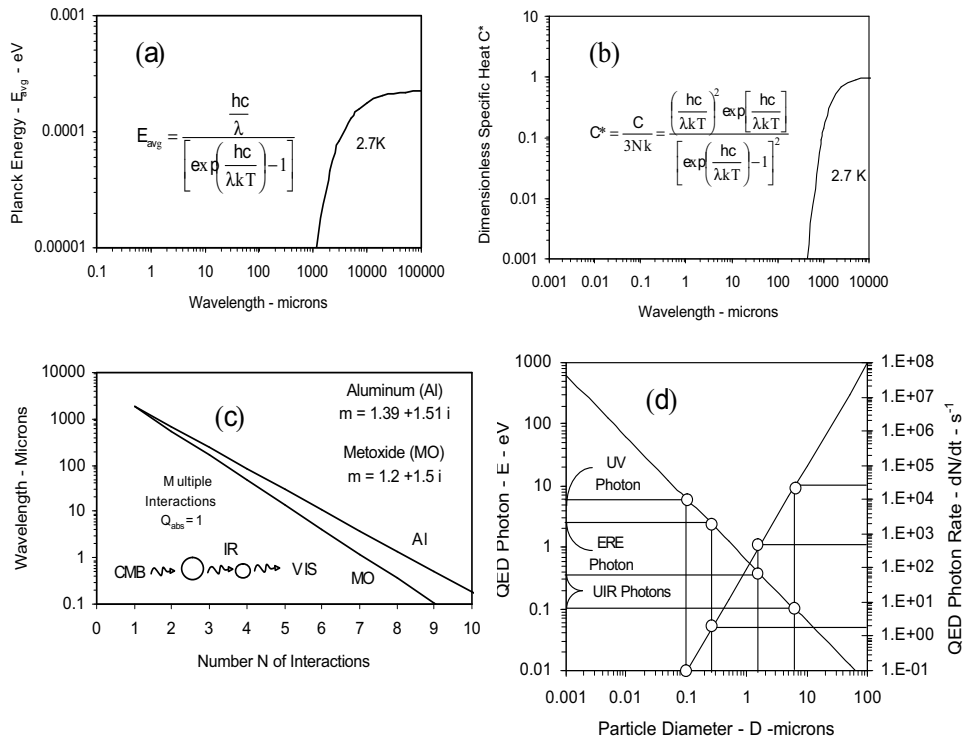 (a)
0.001
0.0001
0.00001
Planck Energy - E_avg - eV
E_avg = (hc/λ) / [exp(hc/λkT) − 1]
2.7K
0.1 1 10 100 1000 10000 100000
Wavelength - microns
(b)
10
1
0.1
0.01
0.001
Dimensionless Specific Heat C*
C* = C/3Nk = (hc/λkT)² exp[hc/λkT] / [exp(hc/λkT) −1]²
2.7 K
0.001 0.01 0.1 1 10 100 1000 10000
Wavelength - microns
(c)
10000
1000
100
10
1
0.1
Wavelength - Microns
Aluminum (Al)
m = 1.39 +1.51 i
Metoxide (MO)
m = 1.2 +1.5 i
Multiple
Interactions
Q_abs = 1
CMB IR VIS
Al
MO
0 1 2 3 4 5 6 7 8 9 10
Number N of Interactions
(d)
1000
100
10
1
0.1
0.01
QED Photon - E - eV
UV
Photon
ERE
Photon
UIR Photons
1.E+08
1.E+07
1.E+06
1.E+05
1.E+04
1.E+03
1.E+02
1.E+01
1.E+00
1.E-01
QED Photon Rate - dN/dt - s⁻¹
0.001 0.01 0.1 1 10 100
Particle Diameter - D -microns